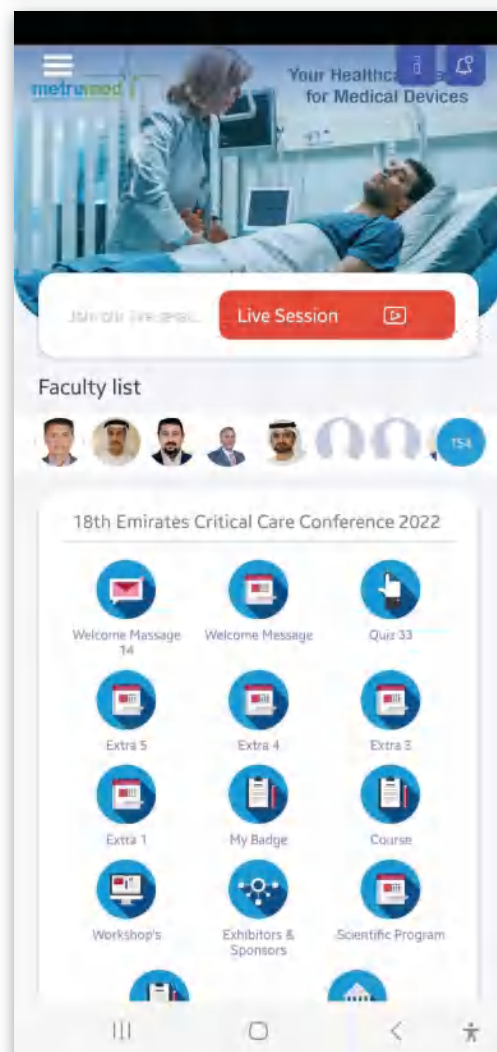 Your Healthca
for Medical Devices
metromed
Live Session
Faculty list
154
18th Emirates Critical Care Conference 2022
Welcome Massage
14
Welcome Message
Quiz 33
Extra 5
Extra 4
Extra 3
Extra 1
My Badge
Course
Workshop's
Exhibitors &
Sponsors
Scientific Program